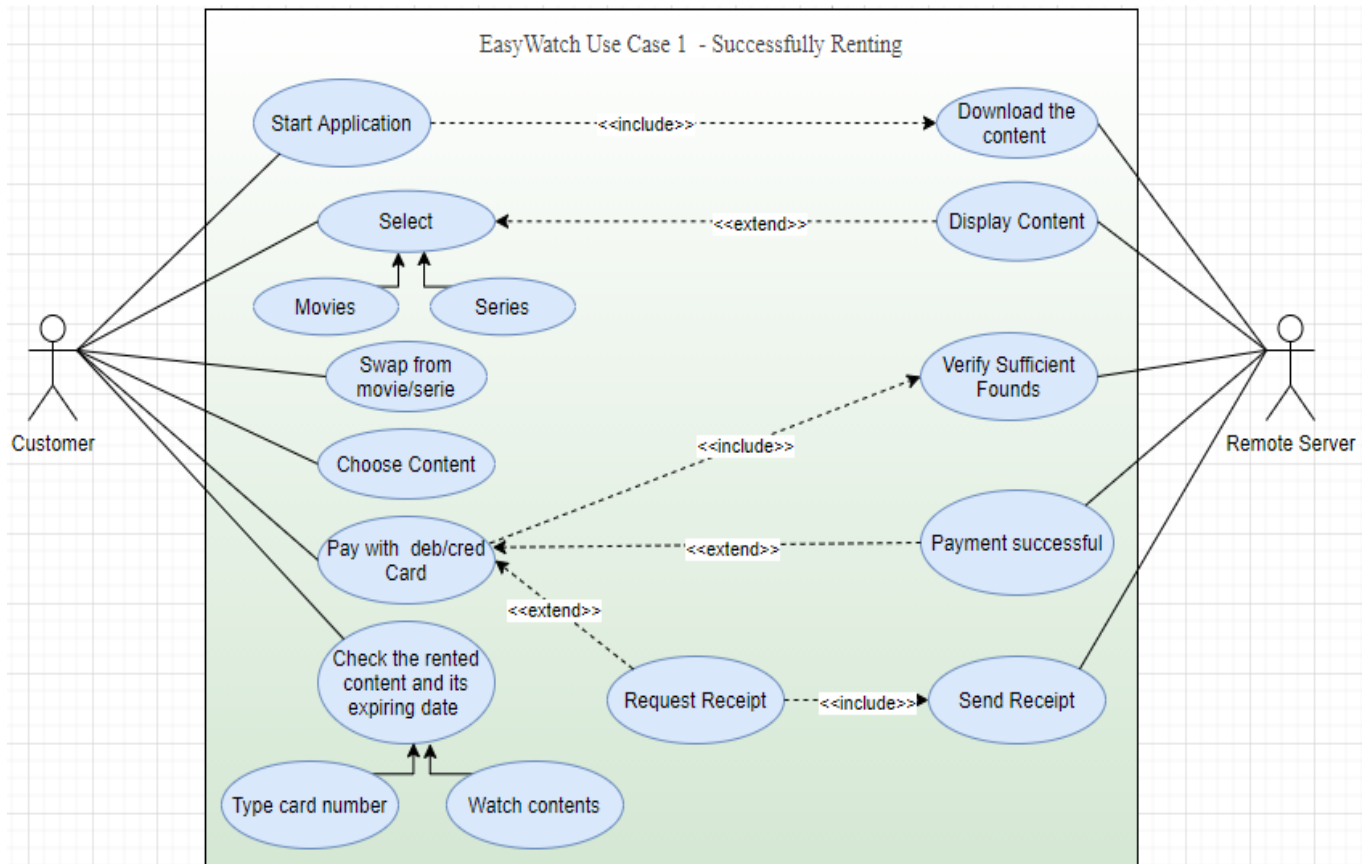 EasyWatch Use Case 1 - Successfully Renting
Start Application
<<include>>
Download the
content
Select
<<extend>>
Display Content
Movies
Series
Swap from
movie/serie
Verify Sufficient
Founds
Customer
Remote Server
<<include>>
Choose Content
Pay with deb/cred
Card
<<extend>>
Payment successful
<<extend>>
Check the rented
content and its
expiring date
Request Receipt
<<include>>
Send Receipt
Type card number
Watch contents